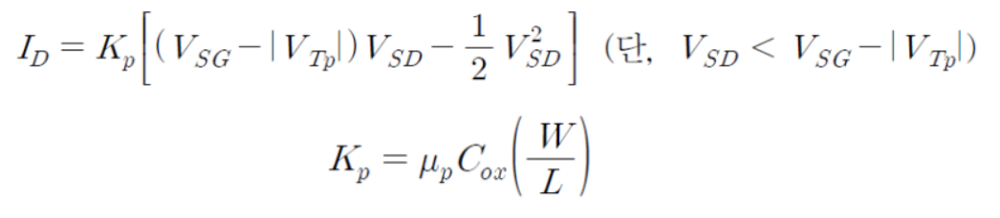 I_D = K_p[(V_SG − |V_Tp|)V_SD − 1/2 V_SD^2] (단, V_SD < V_SG − |V_Tp|)
K_p = μ_p C_ox(W/L)